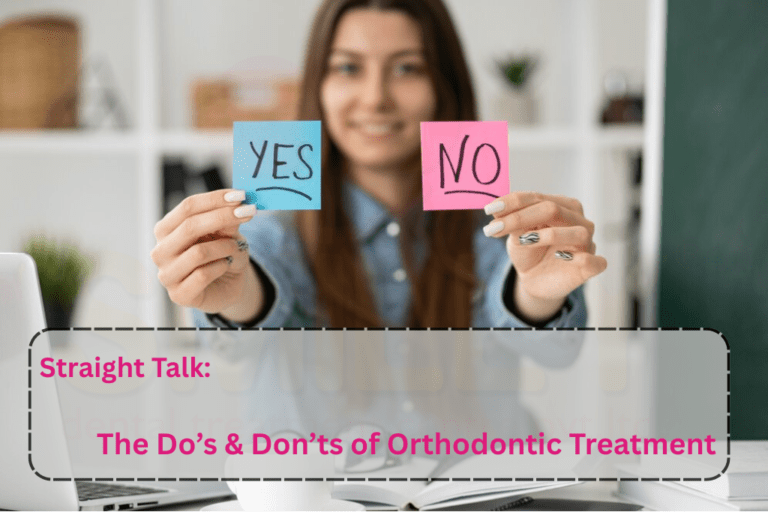 YES
NO
Straight Talk:
The Do's & Don'ts of Orthodontic Treatment